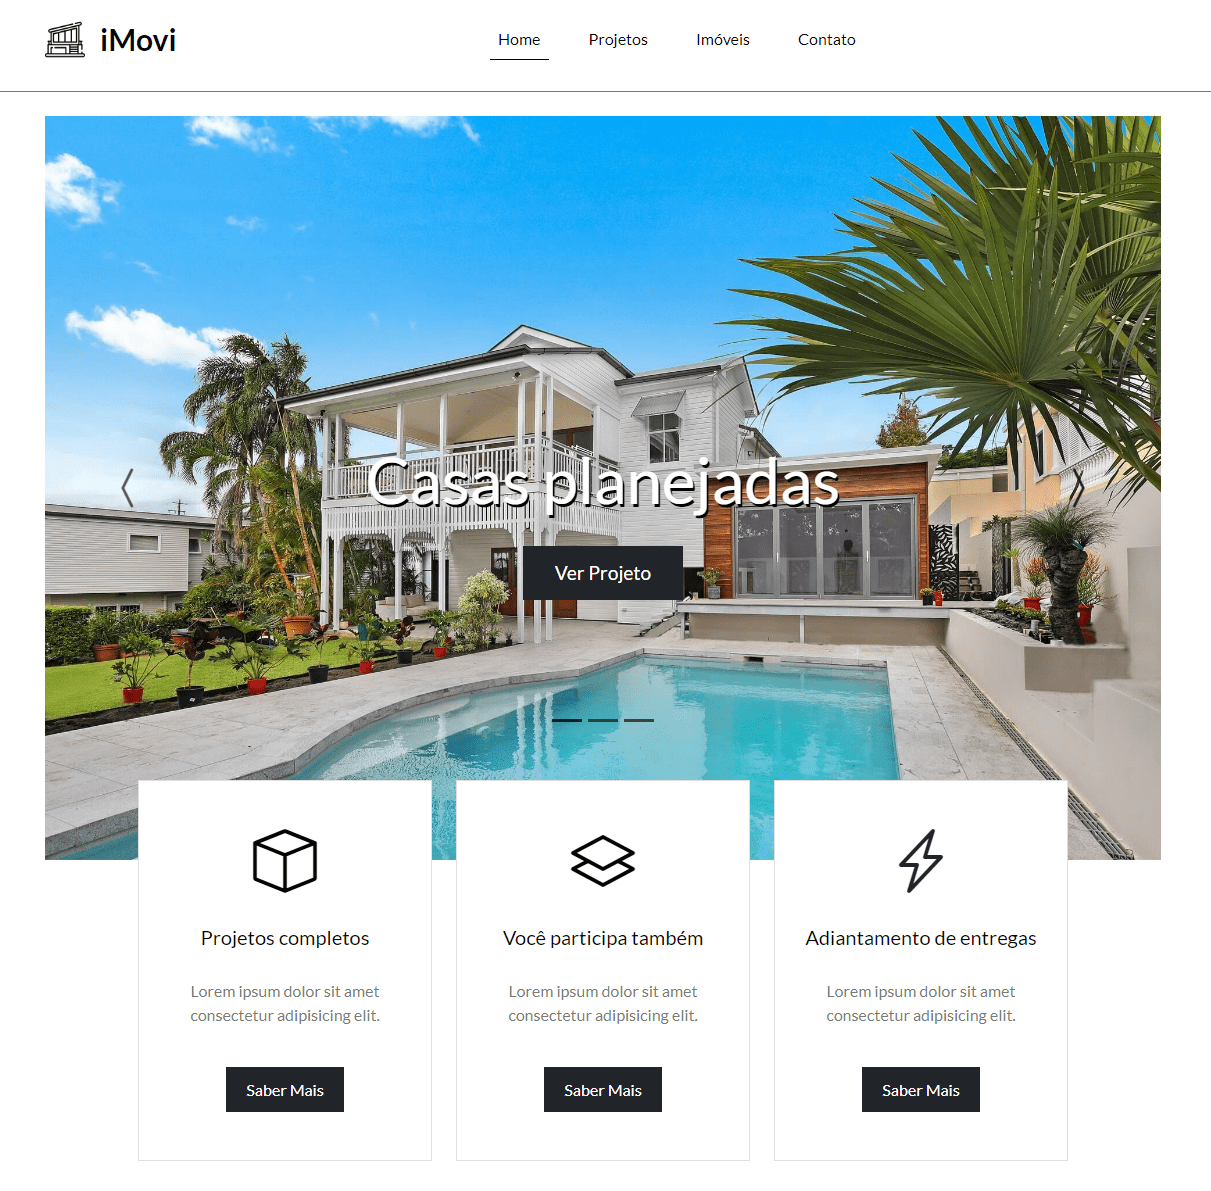 iMovi
Home
Projetos
Imóveis
Contato
Casas planejadas
Ver Projeto
Projetos completos
Lorem ipsum dolor sit amet
consectetur adipisicing elit.
Saber Mais
Você participa também
Lorem ipsum dolor sit amet
consectetur adipisicing elit.
Saber Mais
Adiantamento de entregas
Lorem ipsum dolor sit amet
consectetur adipisicing elit.
Saber Mais